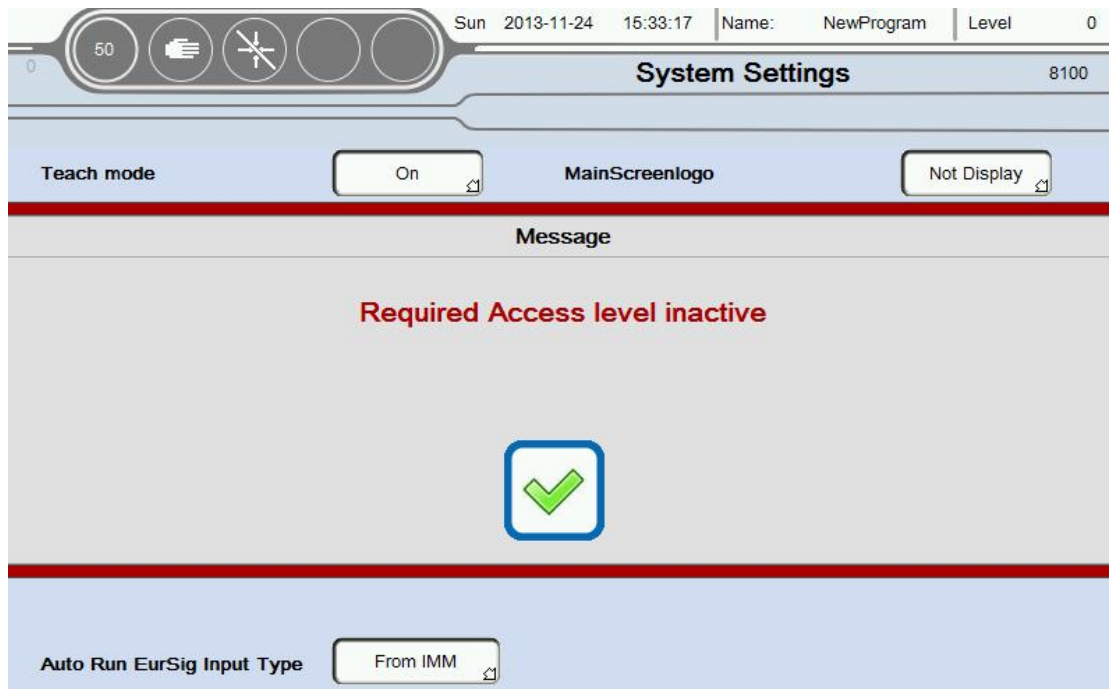 Sun 2013-11-24 15:33:17 Name: NewProgram Level 0
50
0
System Settings 8100
Teach mode On MainScreenlogo Not Display
Message
Required Access level inactive
Auto Run EurSig Input Type From IMM